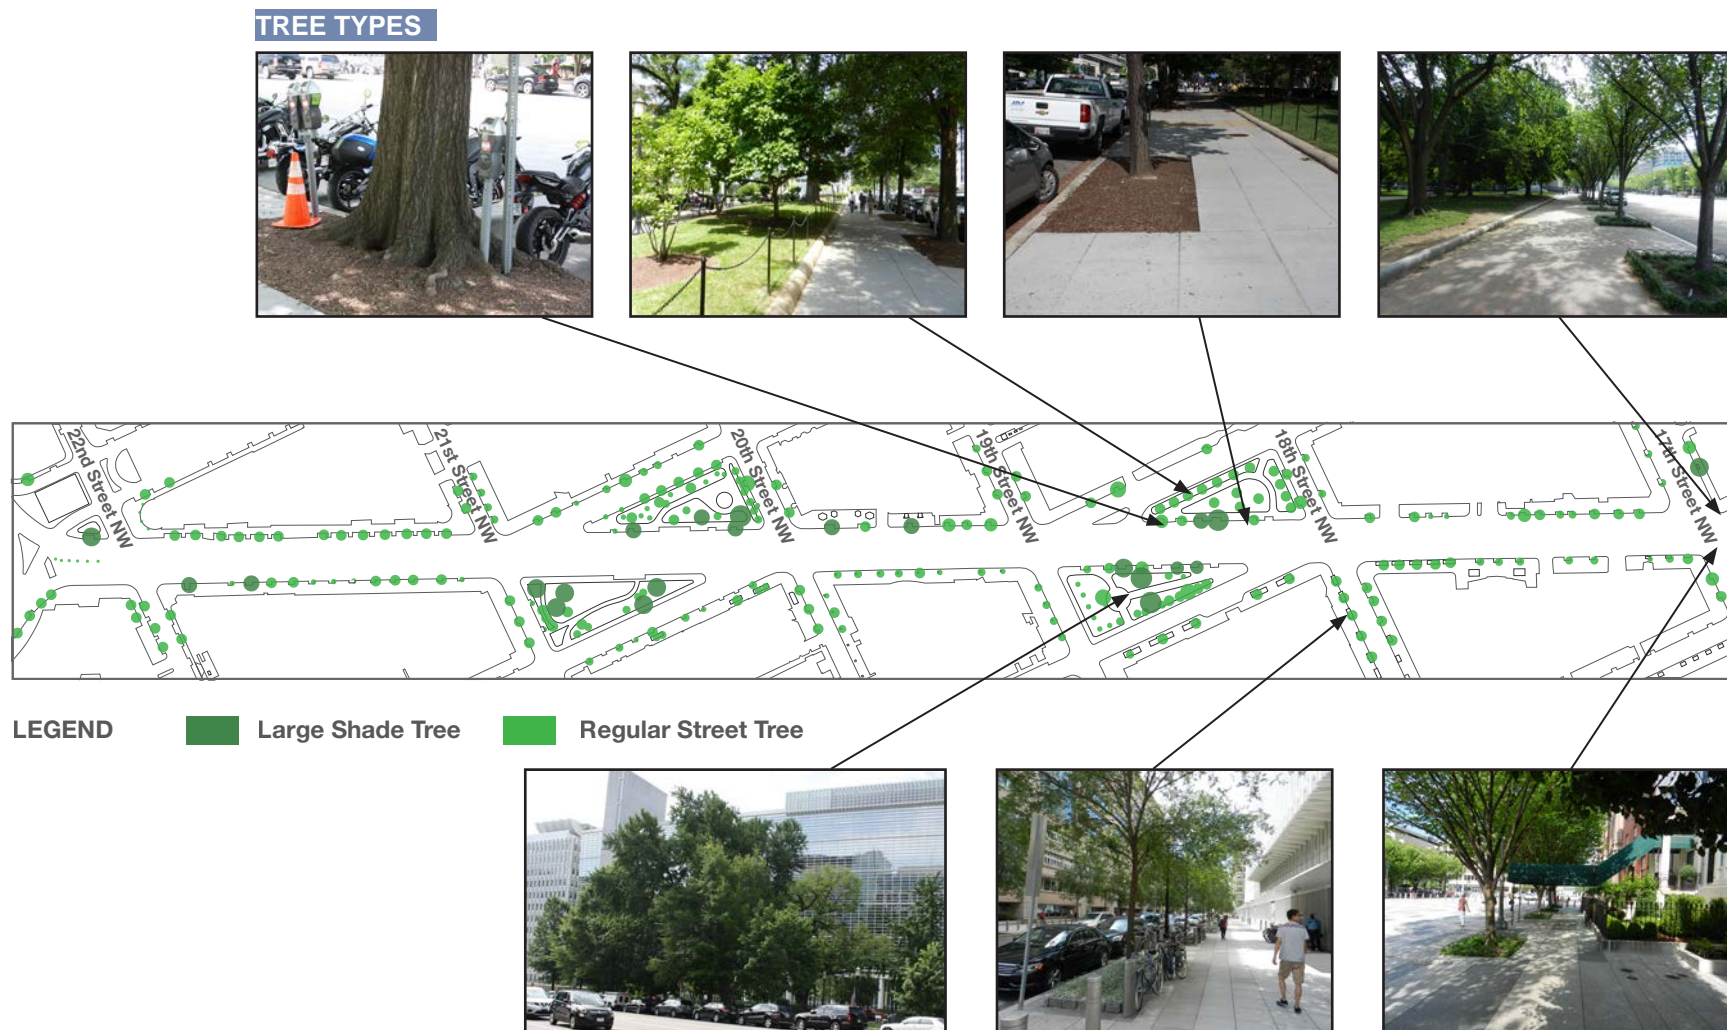 TREE TYPES
22nd Street NW
21st Street NW
20th Street NW
19th Street NW
18th Street NW
17th Street NW
LEGEND
Large Shade Tree
Regular Street Tree